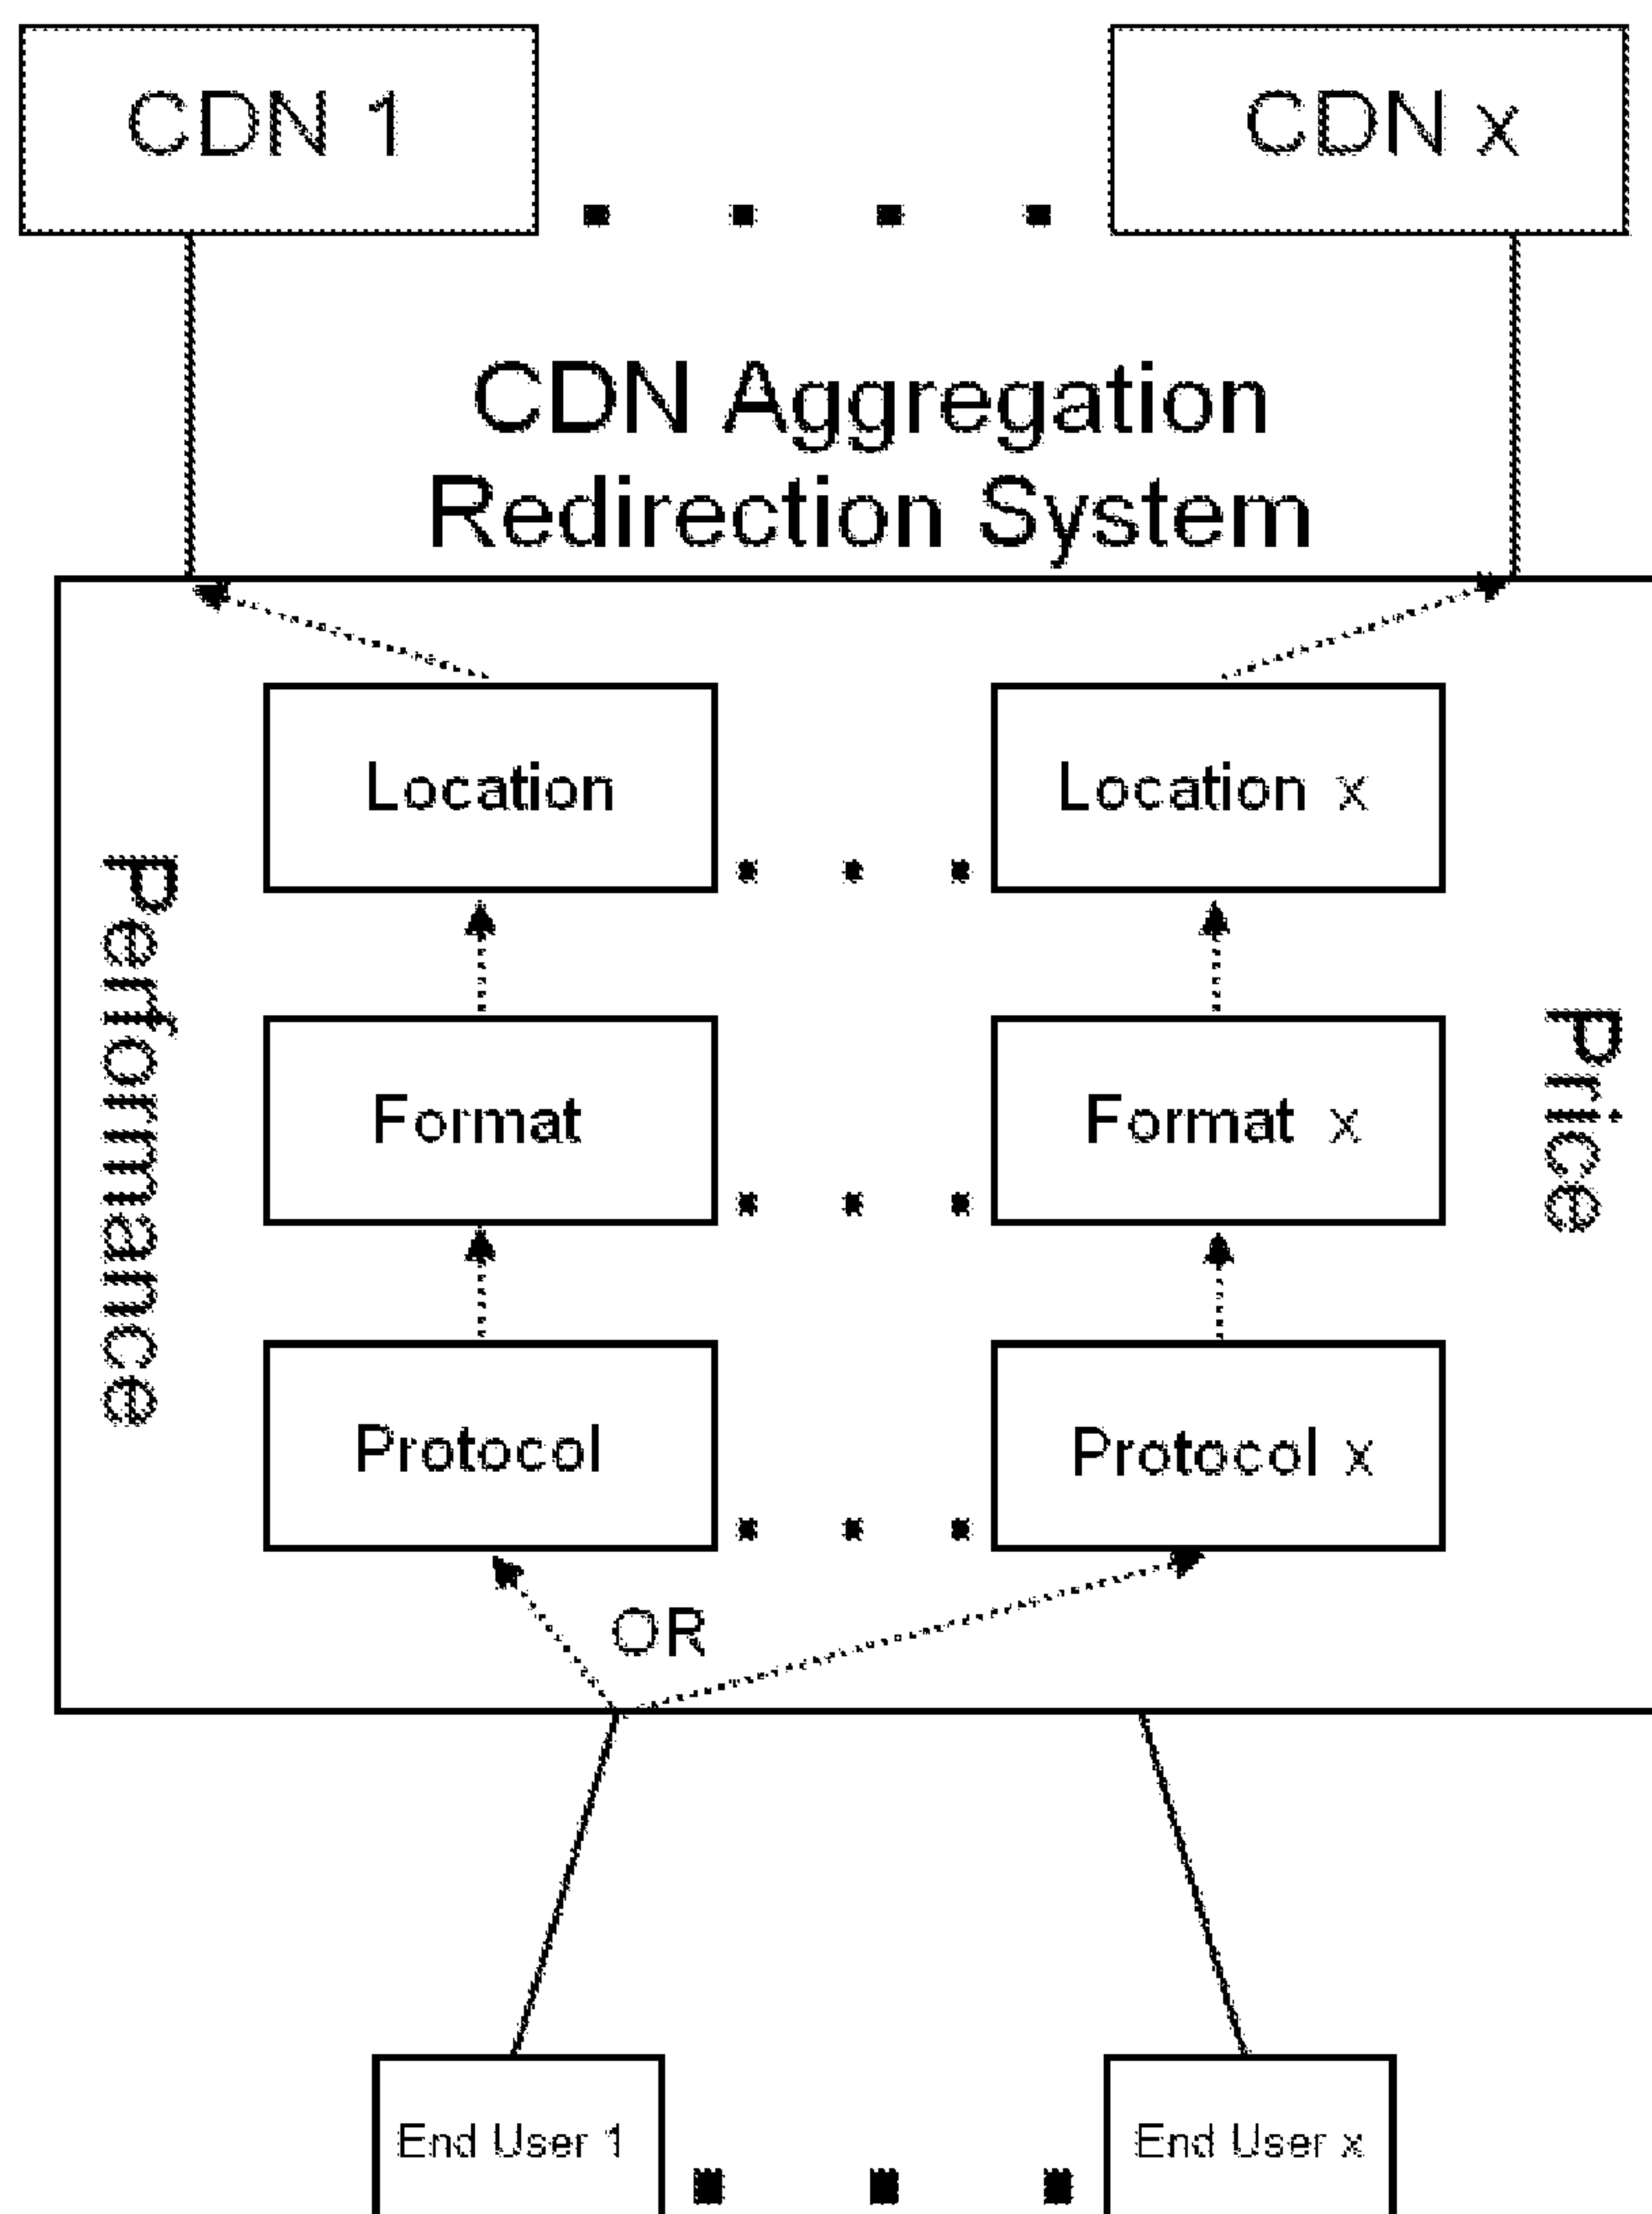 CDN 1
CDN x
CDN Aggregation
Redirection System
Location
Location x
Performance
Format
Format x
Price
Protocol
Protocol x
OR
End User 1
End User x